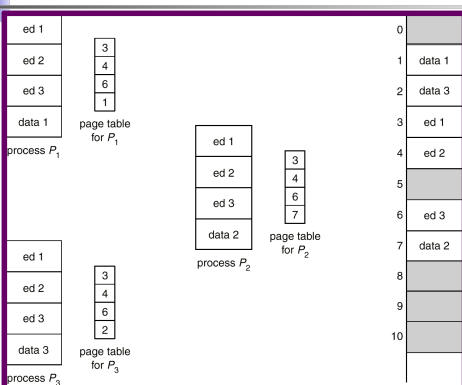 ed 1
ed 2
ed 3
data 1
process P1
3
4
6
1
page table
for P1
ed 1
ed 2
ed 3
data 2
process P2
3
4
6
7
page table
for P2
ed 1
ed 2
ed 3
data 3
process P3
3
4
6
2
page table
for P3
0
1 data 1
2 data 3
3 ed 1
4 ed 2
5
6 ed 3
7 data 2
8
9
10